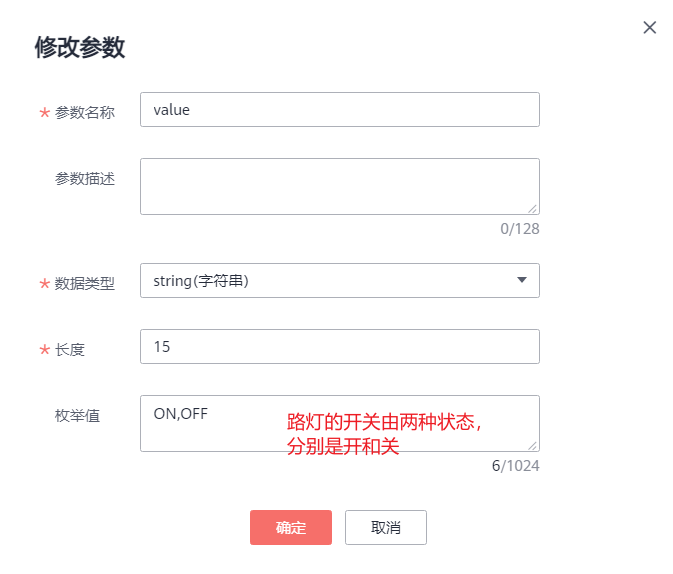 修改参数
* 参数名称 value
参数描述
0/128
* 数据类型 string(字符串)
* 长度 15
枚举值 ON,OFF
路灯的开关由两种状态，
分别是开和关
6/1024
确定 取消